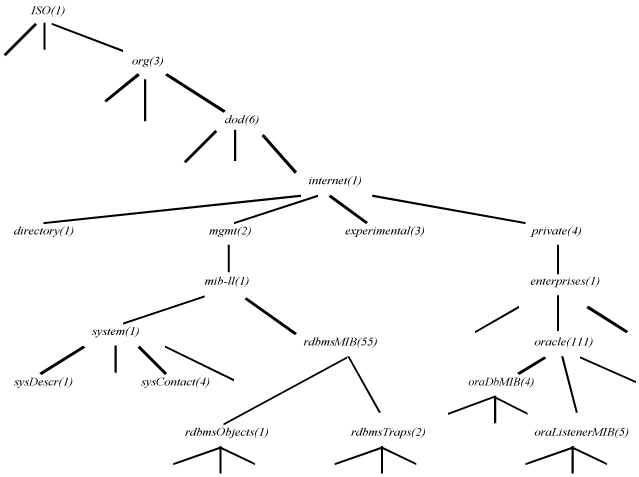 ISO(1)
org(3)
dod(6)
internet(1)
directory(1) mgmt(2) experimental(3) private(4)
mib-ll(1) enterprises(1)
system(1) rdbmsMIB(55) oracle(111)
sysDescr(1) sysContact(4) oraDbMIB(4)
rdbmsObjects(1) rdbmsTraps(2) oraListenerMIB(5)